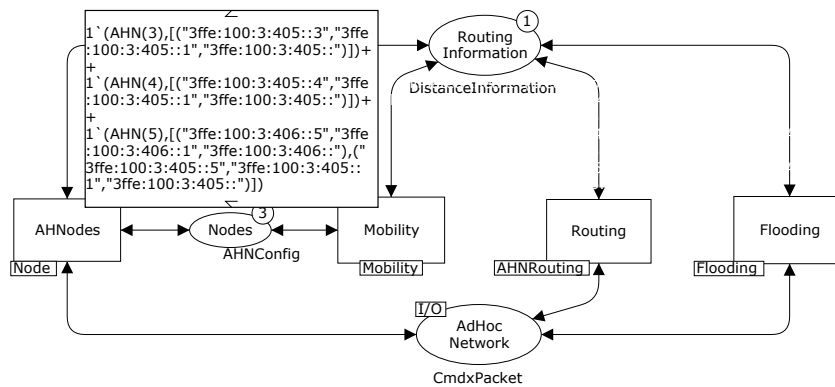 1`(AHN(3),[("3ffe:100:3:405::3","3ffe
:100:3:405::1","3ffe:100:3:405::")])+
+
1`(AHN(4),[("3ffe:100:3:405::4","3ffe
:100:3:405::1","3ffe:100:3:405::")])+
+
1`(AHN(5),[("3ffe:100:3:406::5","3ffe
:100:3:406::1","3ffe:100:3:406::"),("
3ffe:100:3:405::5","3ffe:100:3:405::
1","3ffe:100:3:405::")])
1
Routing
Information
DistanceInformation
AHNodes
Node
3
Nodes
AHNConfig
Mobility
Mobility
Routing
AHNRouting
Flooding
Flooding
I/O
AdHoc
Network
CmdxPacket